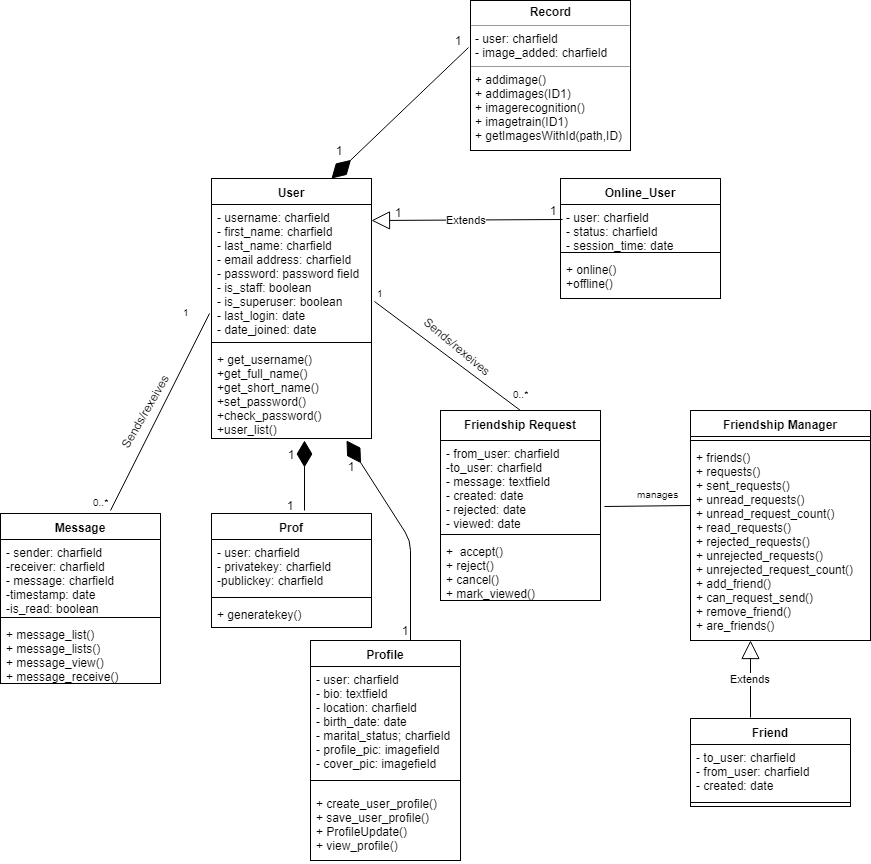 Record
- user: charfield
- image_added: charfield
+ addimage()
+ addimages(ID1)
+ imagerecognition()
+ imagetrain(ID1)
+ getImagesWithId(path,ID)
1
1
User
- username: charfield
- first_name: charfield
- last_name: charfield
- email address: charfield
- password: password field
- is_staff: boolean
- is_superuser: boolean
- last_login: date
- date_joined: date
+ get_username()
+get_full_name()
+get_short_name()
+set_password()
+check_password()
+user_list()
1
Extends
1
Online_User
- user: charfield
- status: charfield
- session_time: date
+ online()
+offline()
1
Sends/rexeives
0..*
1
Sends/rexeives
0..*
Friendship Request
- from_user: charfield
-to_user: charfield
- message: textfield
- created: date
- rejected: date
- viewed: date
+ accept()
+ reject()
+ cancel()
+ mark_viewed()
manages
Friendship Manager
+ friends()
+ requests()
+ sent_requests()
+ unread_requests()
+ unread_request_count()
+ read_requests()
+ rejected_requests()
+ unrejected_requests()
+ unrejected_request_count()
+ add_friend()
+ can_request_send()
+ remove_friend()
+ are_friends()
Message
- sender: charfield
-receiver: charfield
- message: charfield
-timestamp: date
-is_read: boolean
+ message_list()
+ message_lists()
+ message_view()
+ message_receive()
1
1
Prof
- user: charfield
- privatekey: charfield
-publickey: charfield
+ generatekey()
1
1
Profile
- user: charfield
- bio: textfield
- location: charfield
- birth_date: date
- marital_status; charfield
- profile_pic: imagefield
- cover_pic: imagefield
+ create_user_profile()
+ save_user_profile()
+ ProfileUpdate()
+ view_profile()
Extends
Friend
- to_user: charfield
- from_user: charfield
- created: date